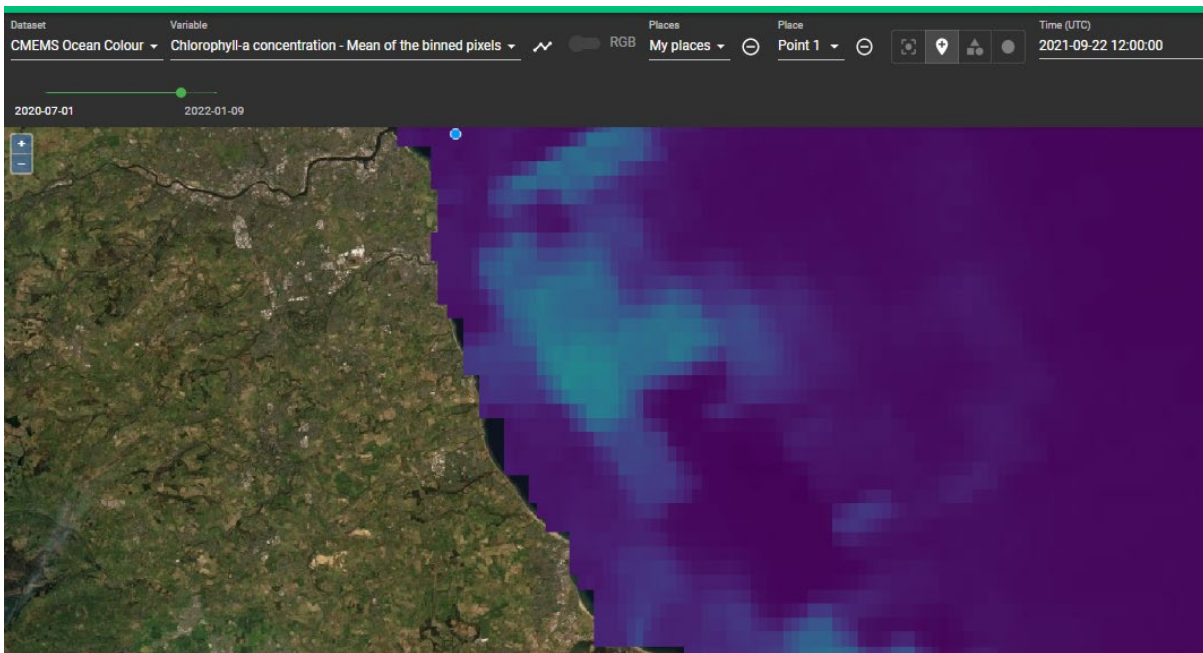 Dataset
CMEMS Ocean Colour
Variable
Chlorophyll-a concentration - Mean of the binned pixels
RGB
Places
My places
Place
Point 1
Time (UTC)
2021-09-22 12:00:00
2020-07-01
2022-01-09
+
−